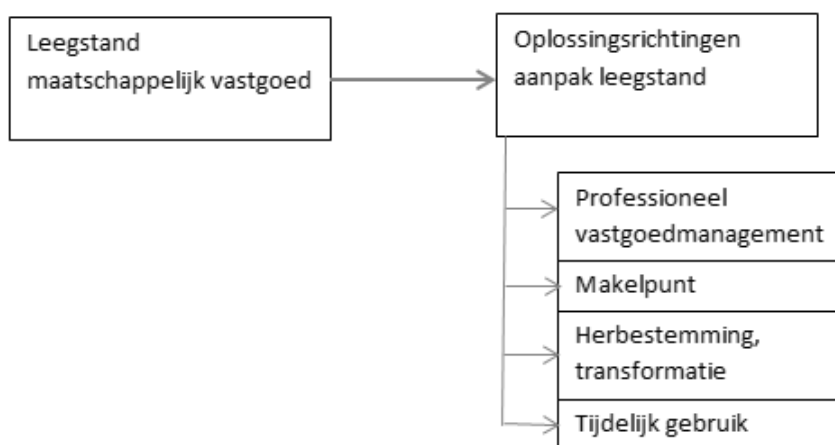 Leegstand
maatschappelijk vastgoed
Oplossingsrichtingen
aanpak leegstand
Professioneel
vastgoedmanagement
Makelpunt
Herbestemming,
transformatie
Tijdelijk gebruik